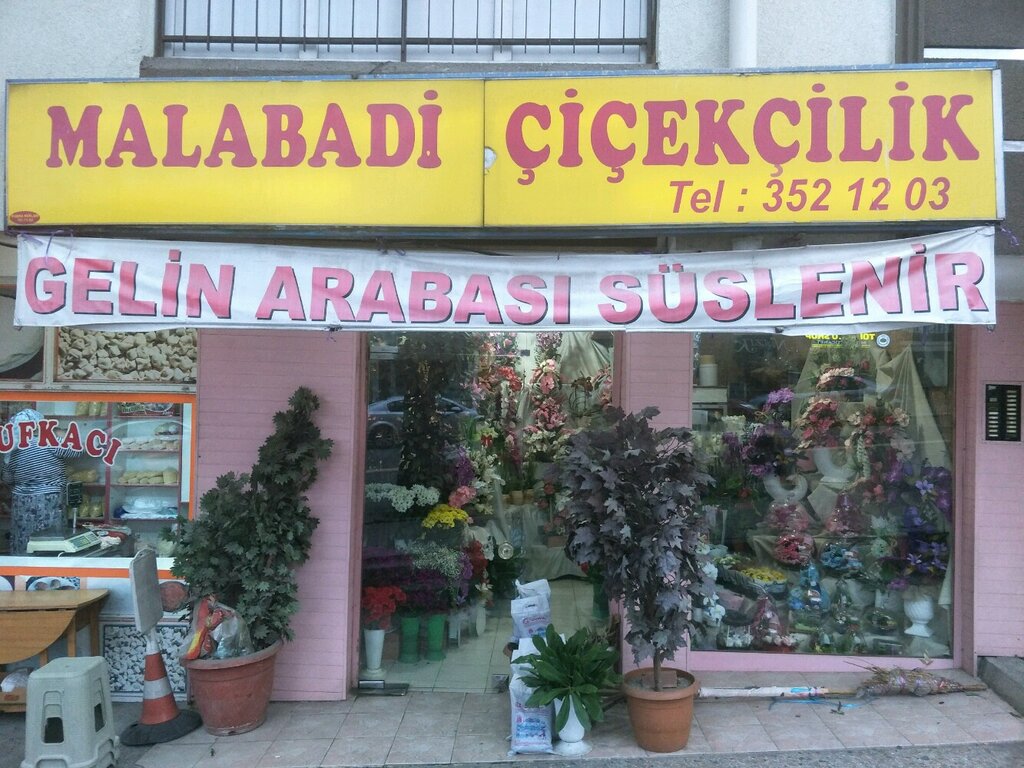 MALABADİ ÇİÇEKÇİLİK
Tel : 352 12 03
GELİN ARABASI SÜSLENİR
UFKACI